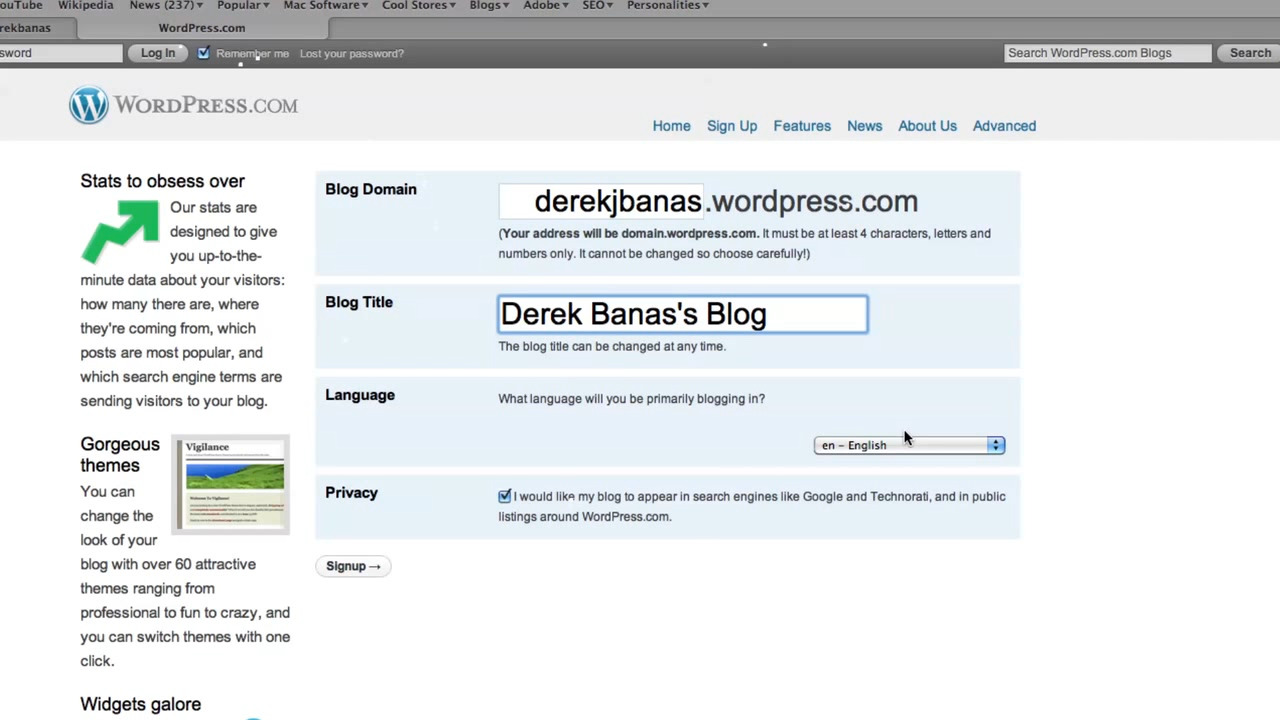 YouTube Wikipedia News (237) Popular Mac Software Cool Stores Blogs Adobe SEO Personalities
rekbanas WordPress.com
sword Log In Remember me Lost your password? Search WordPress.com Blogs Search
WORDPRESS.COM
Home Sign Up Features News About Us Advanced
Stats to obsess over
Our stats are
designed to give
you up-to-the-
minute data about your visitors:
how many there are, where
they're coming from, which
posts are most popular, and
which search engine terms are
sending visitors to your blog.
Gorgeous
themes
You can
change the
look of your
blog with over 60 attractive
themes ranging from
professional to fun to crazy, and
you can switch themes with one
click.
Vigilance
Widgets galore
Blog Domain
derekjbanas.wordpress.com
(Your address will be domain.wordpress.com. It must be at least 4 characters, letters and
numbers only. It cannot be changed so choose carefully!)
Blog Title
Derek Banas's Blog
The blog title can be changed at any time.
Language
What language will you be primarily blogging in?
en - English
Privacy
I would like my blog to appear in search engines like Google and Technorati, and in public
listings around WordPress.com.
Signup →